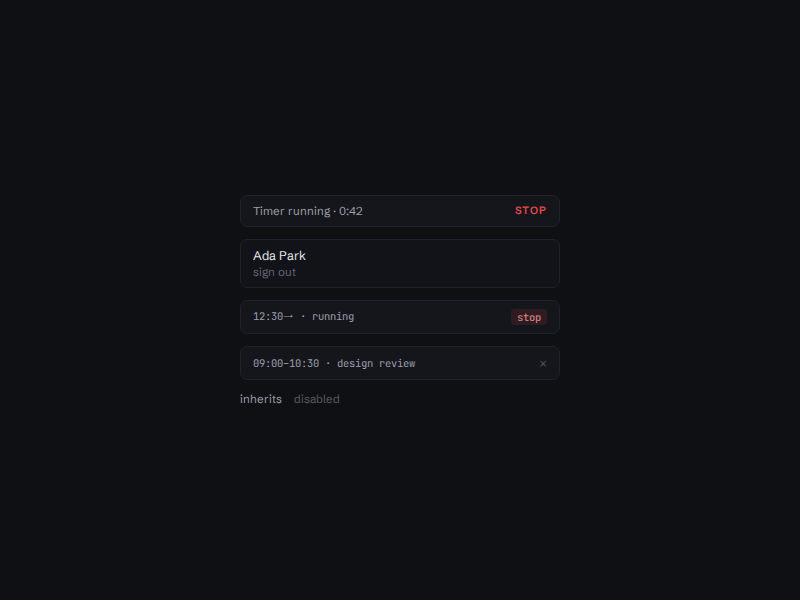 Timer running · 0:42 STOP
Ada Park
sign out
12:30→ · running stop
09:00–10:30 · design review ×
inherits disabled